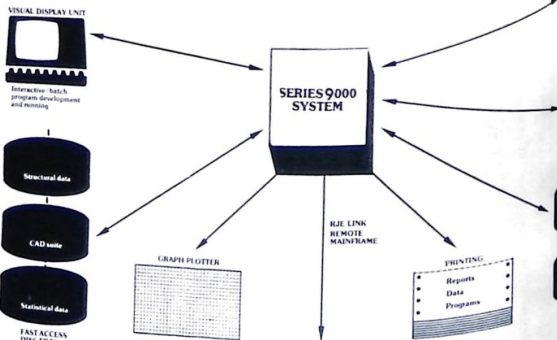 VISUAL DISPLAY UNIT
Interactive/batch
program development
and running
Structural data
CAD suite
Statistical data
FAST ACCESS
SERIES 9000
SYSTEM
GRAPH PLOTTER
RJE LINK
REMOTE
MAINFRAME
PRINTING
Reports
Data
Programs